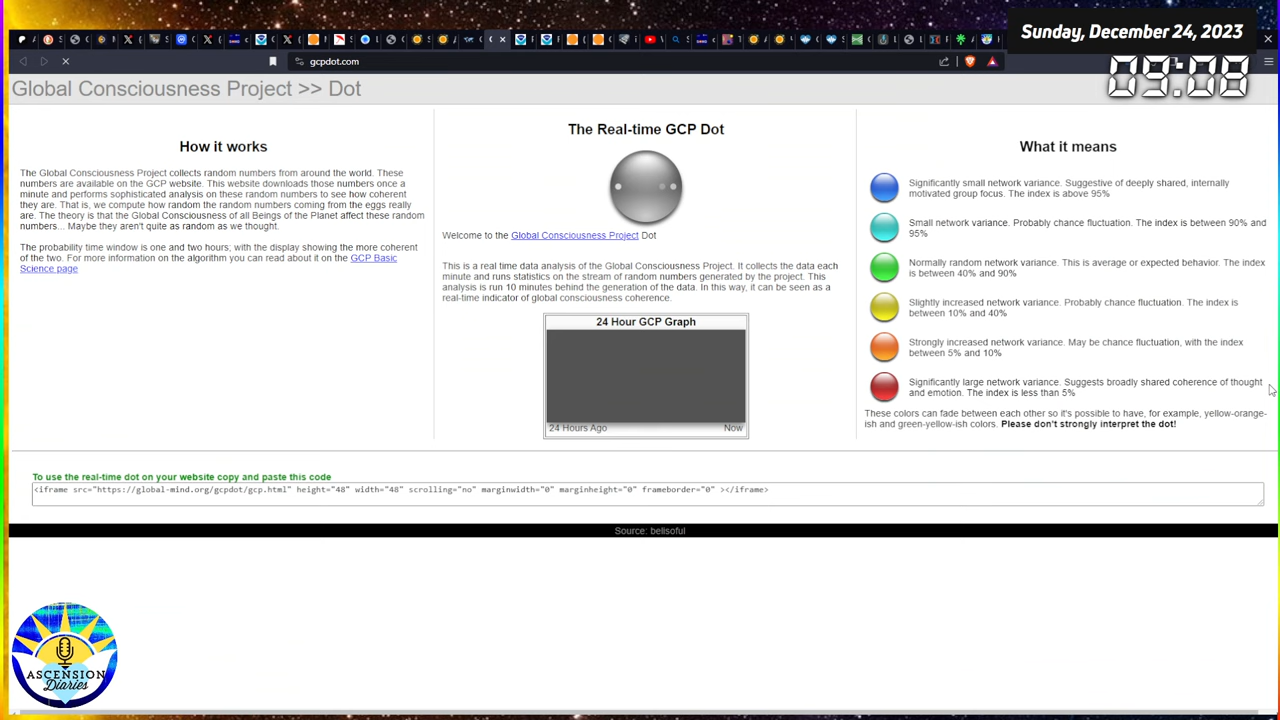 Sunday, December 24, 2023
09:08
gcpdot.com
Global Consciousness Project >> Dot
How it works
The Global Consciousness Project collects random numbers from around the world. These
numbers are available on the GCP website. This website downloads those numbers once a
minute and performs sophisticated analysis on these random numbers to see how coherent
they are. That is, we compute how random the random numbers coming from the eggs really
are. The theory is that the Global Consciousness of all Beings of the Planet affect these random
numbers... Maybe they aren't quite as random as we thought.
The probability time window is one and two hours; with the display showing the more coherent
of the two. For more information on the algorithm you can read about it on the GCP Basic
Science page
The Real-time GCP Dot
Welcome to the Global Consciousness Project Dot
This is a real time data analysis of the Global Consciousness Project. It collects the data each
minute and runs statistics on the stream of random numbers generated by the project. This
analysis is run 10 minutes behind the generation of the data. In this way, it can be seen as a
real-time indicator of global consciousness coherence.
24 Hour GCP Graph
24 Hours Ago Now
What it means
Significantly small network variance. Suggestive of deeply shared, internally
motivated group focus. The index is above 95%
Small network variance. Probably chance fluctuation. The index is between 90% and
95%
Normally random network variance. This is average or expected behavior. The index
is between 40% and 90%
Slightly increased network variance. Probably chance fluctuation. The index is
between 10% and 40%
Strongly increased network variance. May be chance fluctuation, with the index
between 5% and 10%
Significantly large network variance. Suggests broadly shared coherence of thought
and emotion. The index is less than 5%
These colors can fade between each other so it's possible to have, for example, yellow-orange-
ish and green-yellow-ish colors. Please don't strongly interpret the dot!
To use the real-time dot on your website copy and paste this code
<iframe src="https://global-mind.org/gcpdot/gcp.html" height="48" width="48" scrolling="no" marginwidth="0" marginheight="0" frameborder="0" ></iframe>
Source: belisoful
ASCENSION
Diaries